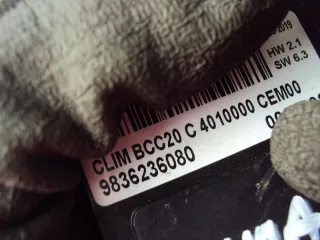 2019
HW 2.1
SW 6.3
CLIM BCC20 C 4010000 CEM00
9836236080